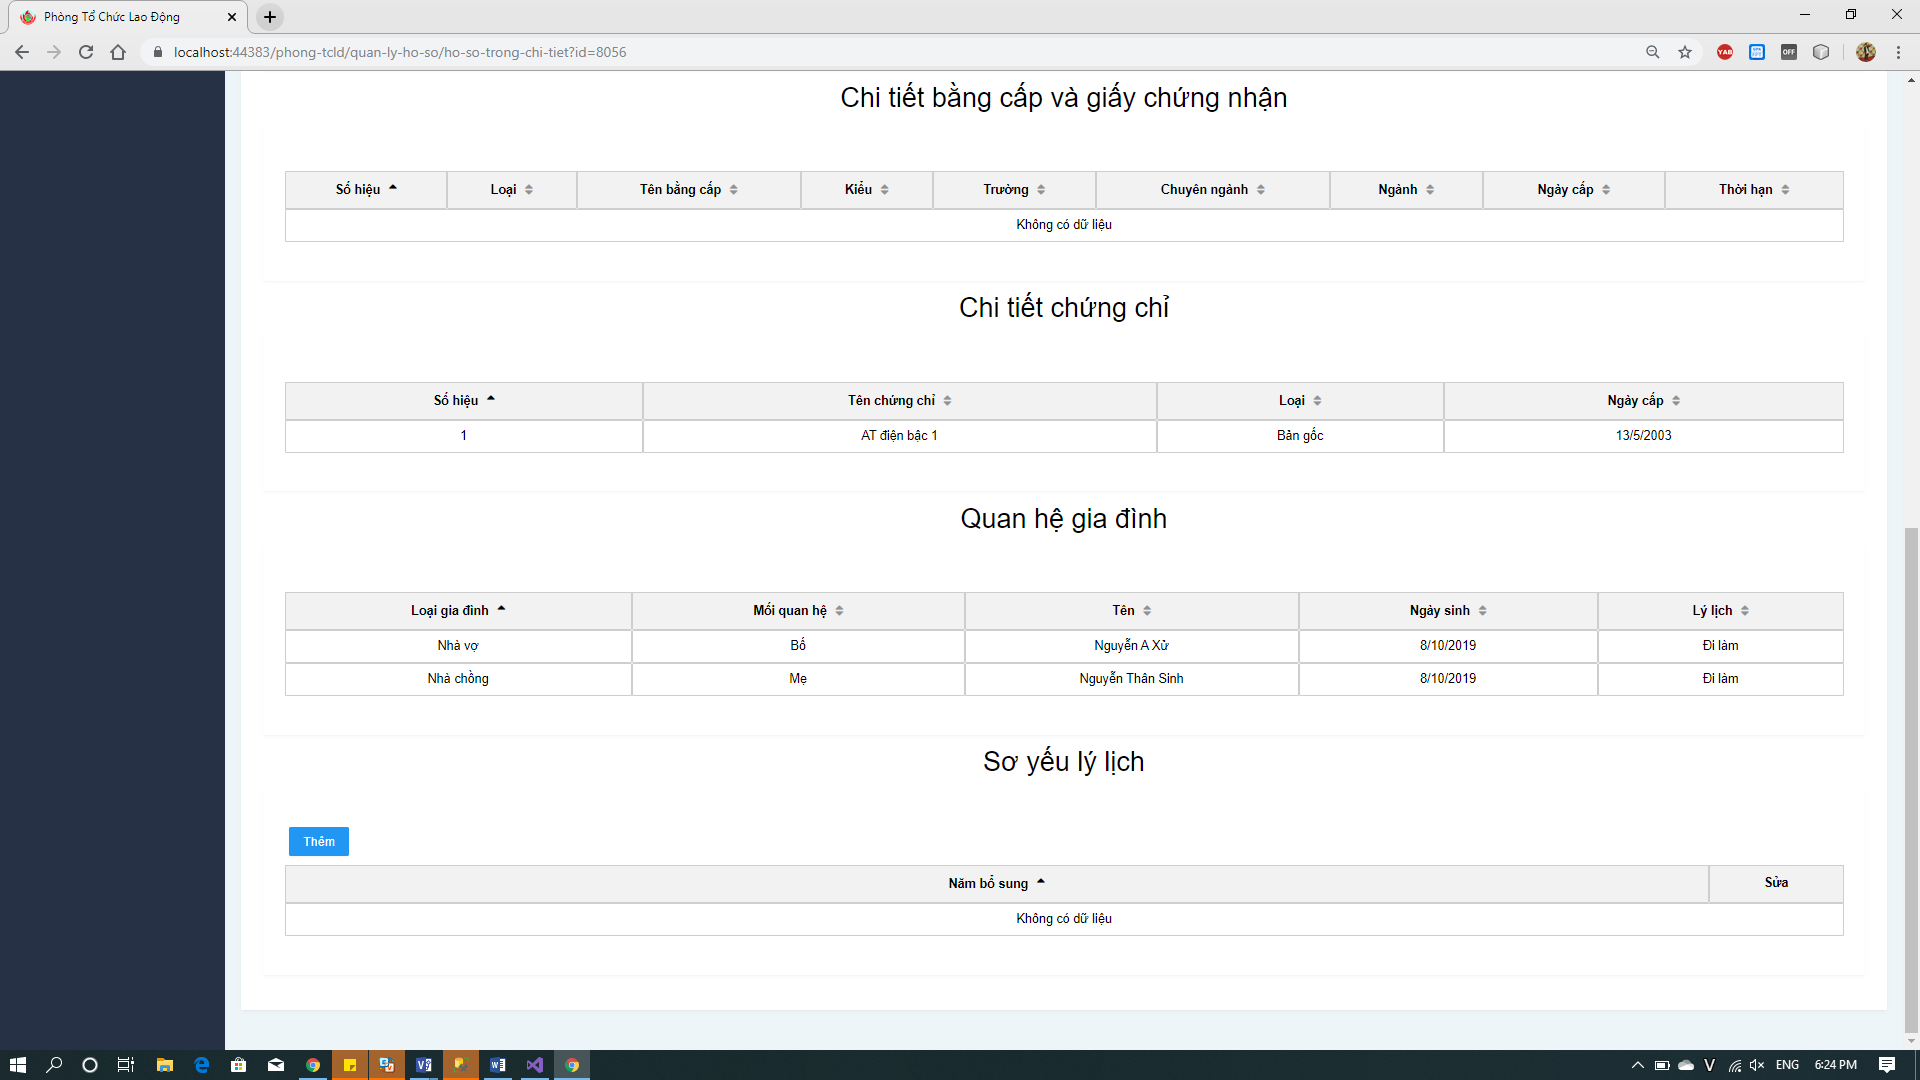 Phòng Tổ Chức Lao Động
localhost:44383/phong-tcld/quan-ly-ho-so/ho-so-trong-chi-tiet?id=8056
YAB
OFF
Chi tiết bằng cấp và giấy chứng nhận
Số hiệu Loại Tên bằng cấp Kiểu Trường Chuyên ngành Ngành Ngày cấp Thời hạn
Không có dữ liệu
Chi tiết chứng chỉ
Số hiệu Tên chứng chỉ Loại Ngày cấp
1 AT điện bậc 1 Bản gốc 13/5/2003
Quan hệ gia đình
Loại gia đình Mối quan hệ Tên Ngày sinh Lý lịch
Nhà vợ Bố Nguyễn A Xử 8/10/2019 Đi làm
Nhà chồng Mẹ Nguyễn Thân Sinh 8/10/2019 Đi làm
Sơ yếu lý lịch
Thêm
Năm bổ sung Sửa
Không có dữ liệu
V ENG 6:24 PM